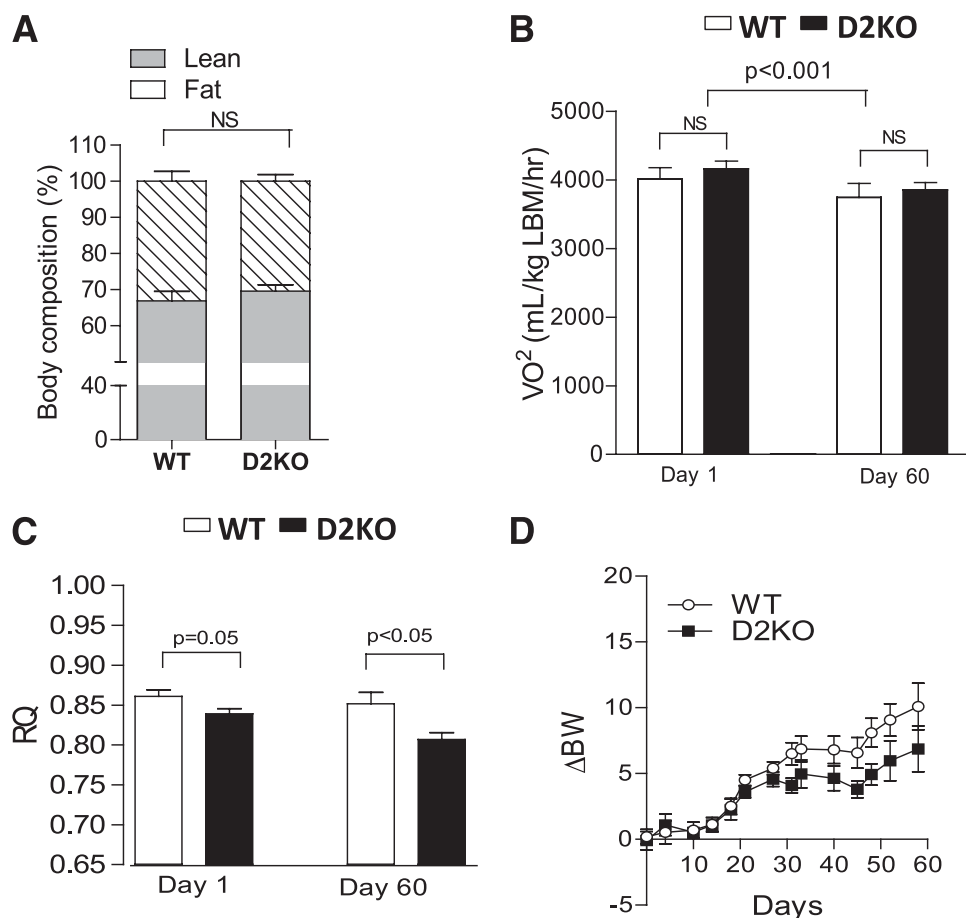 A
Lean
Fat
NS
110
100
90
80
70
60
40
0
Body composition (%)
WT
D2KO
B
WT D2KO
p<0.001
NS
NS
5000
4000
3000
2000
1000
0
VO² (mL/kg LBM/hr)
Day 1
Day 60
C
WT D2KO
p=0.05
p<0.05
1.00
0.95
0.90
0.85
0.80
0.75
0.70
0.65
RQ
Day 1
Day 60
D
WT
D2KO
20
15
10
5
0
-5
ΔBW
0 10 20 30 40 50 60
Days